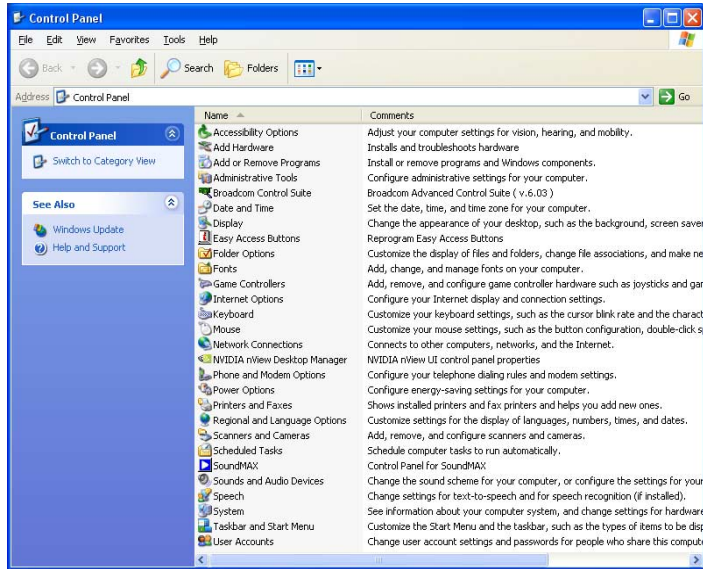 Control Panel
File Edit View Favorites Tools Help
Back Search Folders
Address Control Panel Go
Control Panel
Switch to Category View
See Also
Windows Update
Help and Support
Name Comments
Accessibility Options Adjust your computer settings for vision, hearing, and mobility.
Add Hardware Installs and troubleshoots hardware
Add or Remove Programs Install or remove programs and Windows components.
Administrative Tools Configure administrative settings for your computer.
Broadcom Control Suite Broadcom Advanced Control Suite ( v.6.03 )
Date and Time Set the date, time, and time zone for your computer.
Display Change the appearance of your desktop, such as the background, screen saver
Easy Access Buttons Reprogram Easy Access Buttons
Folder Options Customize the display of files and folders, change file associations, and make ne
Fonts Add, change, and manage fonts on your computer.
Game Controllers Add, remove, and configure game controller hardware such as joysticks and gar
Internet Options Configure your Internet display and connection settings.
Keyboard Customize your keyboard settings, such as the cursor blink rate and the charact
Mouse Customize your mouse settings, such as the button configuration, double-click s
Network Connections Connects to other computers, networks, and the Internet.
NVIDIA nView Desktop Manager NVIDIA nView UI control panel properties
Phone and Modem Options Configure your telephone dialing rules and modem settings.
Power Options Configure energy-saving settings for your computer.
Printers and Faxes Shows installed printers and fax printers and helps you add new ones.
Regional and Language Options Customize settings for the display of languages, numbers, times, and dates.
Scanners and Cameras Add, remove, and configure scanners and cameras.
Scheduled Tasks Schedule computer tasks to run automatically.
SoundMAX Control Panel for SoundMAX
Sounds and Audio Devices Change the sound scheme for your computer, or configure the settings for your
Speech Change settings for text-to-speech and for speech recognition (if installed).
System See information about your computer system, and change settings for hardware
Taskbar and Start Menu Customize the Start Menu and the taskbar, such as the types of items to be disp
User Accounts Change user account settings and passwords for people who share this comput